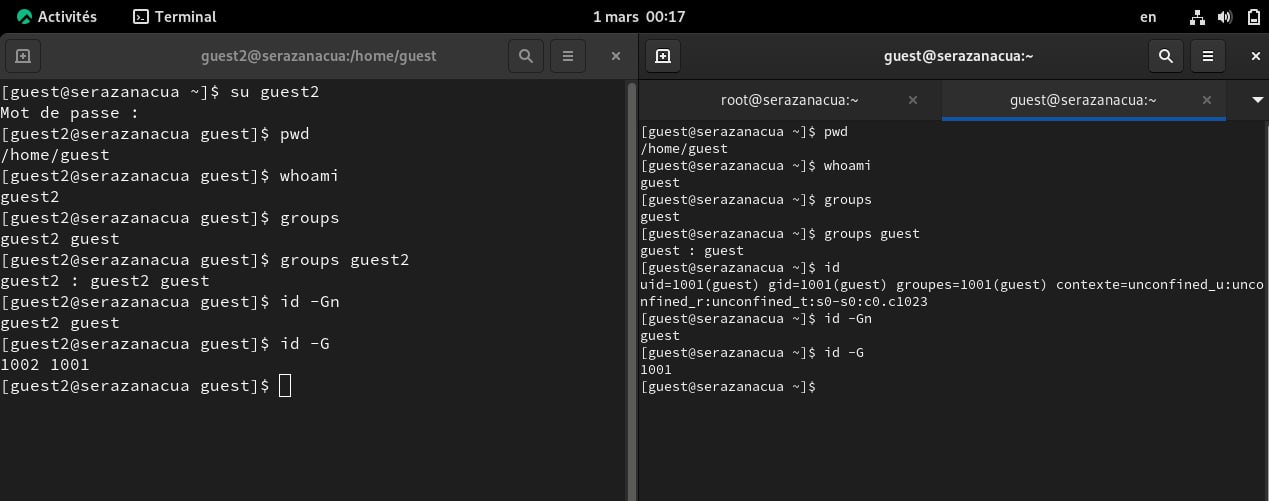 Activités Terminal 1 mars 00:17 en
guest2@serazanacua:/home/guest
[guest@serazanacua ~]$ su guest2
Mot de passe :
[guest2@serazanacua guest]$ pwd
/home/guest
[guest2@serazanacua guest]$ whoami
guest2
[guest2@serazanacua guest]$ groups
guest2 guest
[guest2@serazanacua guest]$ groups guest2
guest2 : guest2 guest
[guest2@serazanacua guest]$ id -Gn
guest2 guest
[guest2@serazanacua guest]$ id -G
1002 1001
[guest2@serazanacua guest]$
guest@serazanacua:~
root@serazanacua:~ guest@serazanacua:~
[guest@serazanacua ~]$ pwd
/home/guest
[guest@serazanacua ~]$ whoami
guest
[guest@serazanacua ~]$ groups
guest
[guest@serazanacua ~]$ groups guest
guest : guest
[guest@serazanacua ~]$ id
uid=1001(guest) gid=1001(guest) groupes=1001(guest) contexte=unconfined_u:unco
nfined_r:unconfined_t:s0-s0:c0.c1023
[guest@serazanacua ~]$ id -Gn
guest
[guest@serazanacua ~]$ id -G
1001
[guest@serazanacua ~]$